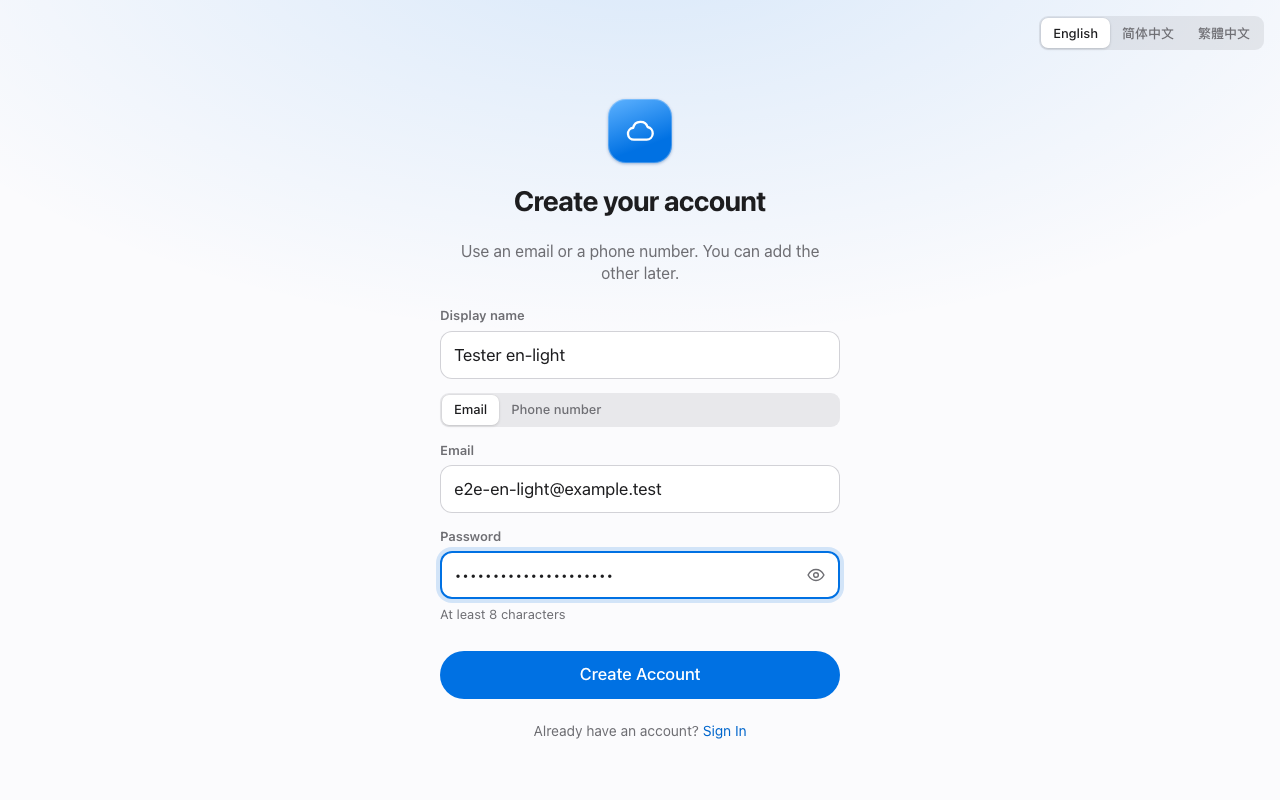 English 简体中文 繁體中文
Create your account
Use an email or a phone number. You can add the
other later.
Display name
Tester en-light
Email Phone number
Email
e2e-en-light@example.test
Password
••••••••••••••••••••
At least 8 characters
Create Account
Already have an account? Sign In